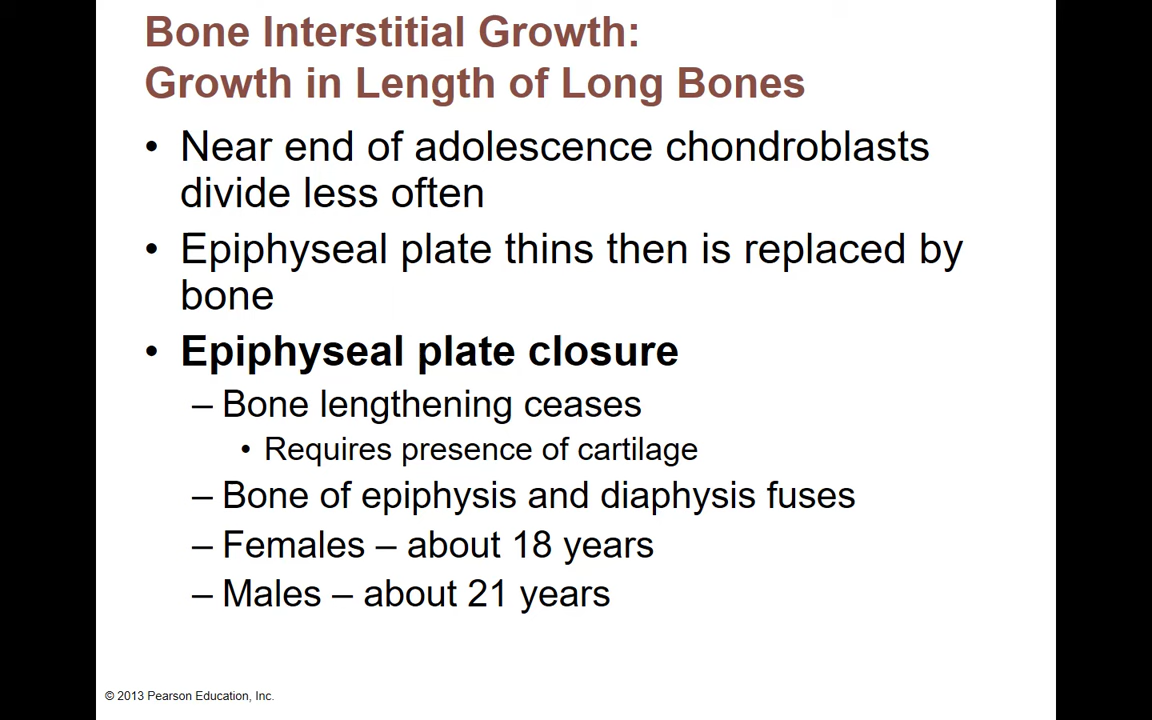 Bone Interstitial Growth:
Growth in Length of Long Bones
• Near end of adolescence chondroblasts
divide less often
• Epiphyseal plate thins then is replaced by
bone
• Epiphyseal plate closure
– Bone lengthening ceases
• Requires presence of cartilage
– Bone of epiphysis and diaphysis fuses
– Females – about 18 years
– Males – about 21 years
© 2013 Pearson Education, Inc.